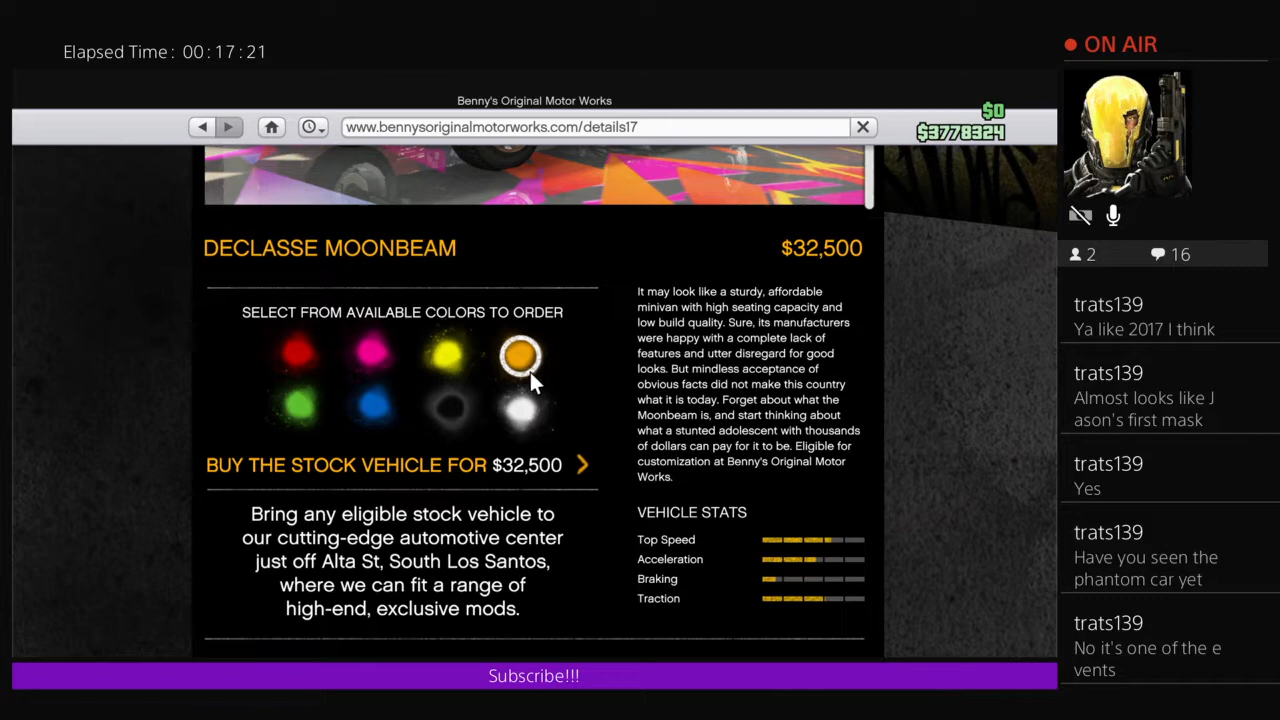 Elapsed Time: 00:17:21
ON AIR
Benny's Original Motor Works
www.bennysoriginalmotorworks.com/details17
$0
$3778324
DECLASSE MOONBEAM
$32,500
SELECT FROM AVAILABLE COLORS TO ORDER
BUY THE STOCK VEHICLE FOR $32,500
Bring any eligible stock vehicle to
our cutting-edge automotive center
just off Alta St, South Los Santos,
where we can fit a range of
high-end, exclusive mods.
It may look like a sturdy, affordable
minivan with high seating capacity and
low build quality. Sure, its manufacturers
were happy with a complete lack of
features and utter disregard for good
looks. But mindless acceptance of
obvious facts did not make this country
what it is today. Forget about what the
Moonbeam is, and start thinking about
what a stunted adolescent with thousands
of dollars can pay for it to be. Eligible for
customization at Benny's Original Motor
Works.
VEHICLE STATS
Top Speed
Acceleration
Braking
Traction
Subscribe!!!
2
16
trats139
Ya like 2017 I think
trats139
Almost looks like J
ason's first mask
trats139
Yes
trats139
Have you seen the
phantom car yet
trats139
No it's one of the e
vents